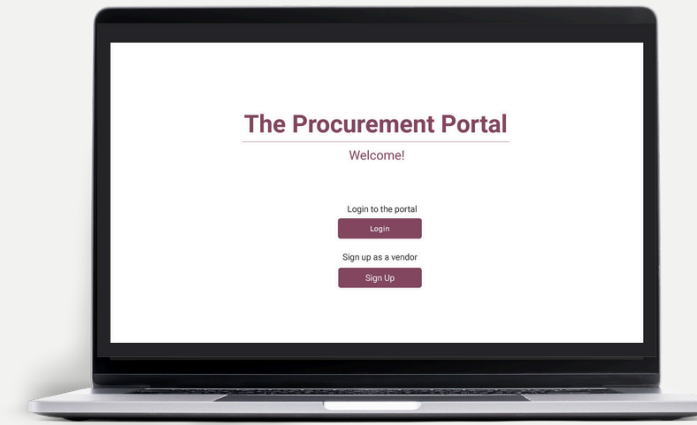 The Procurement Portal
Welcome!
Login to the portal
Login
Sign up as a vendor
Sign Up